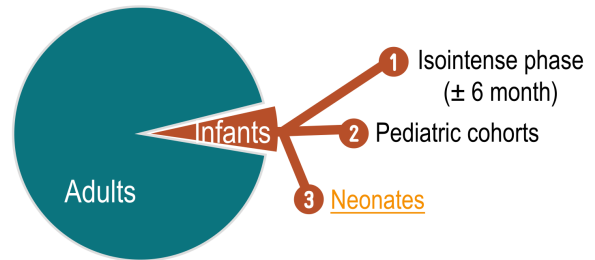 Adults
Infants
1 Isointense phase
(± 6 month)
2 Pediatric cohorts
3 Neonates